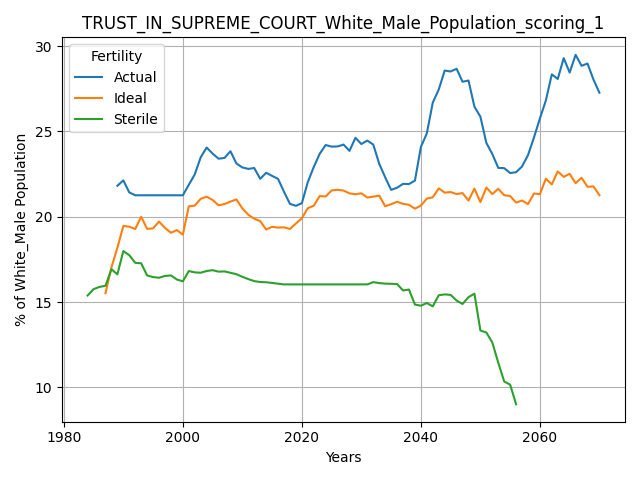 TRUST_IN_SUPREME_COURT_White_Male_Population_scoring_1
Fertility
Actual
Ideal
Sterile
% of White_Male Population
30
25
20
15
10
1980
2000
2020
2040
2060
Years